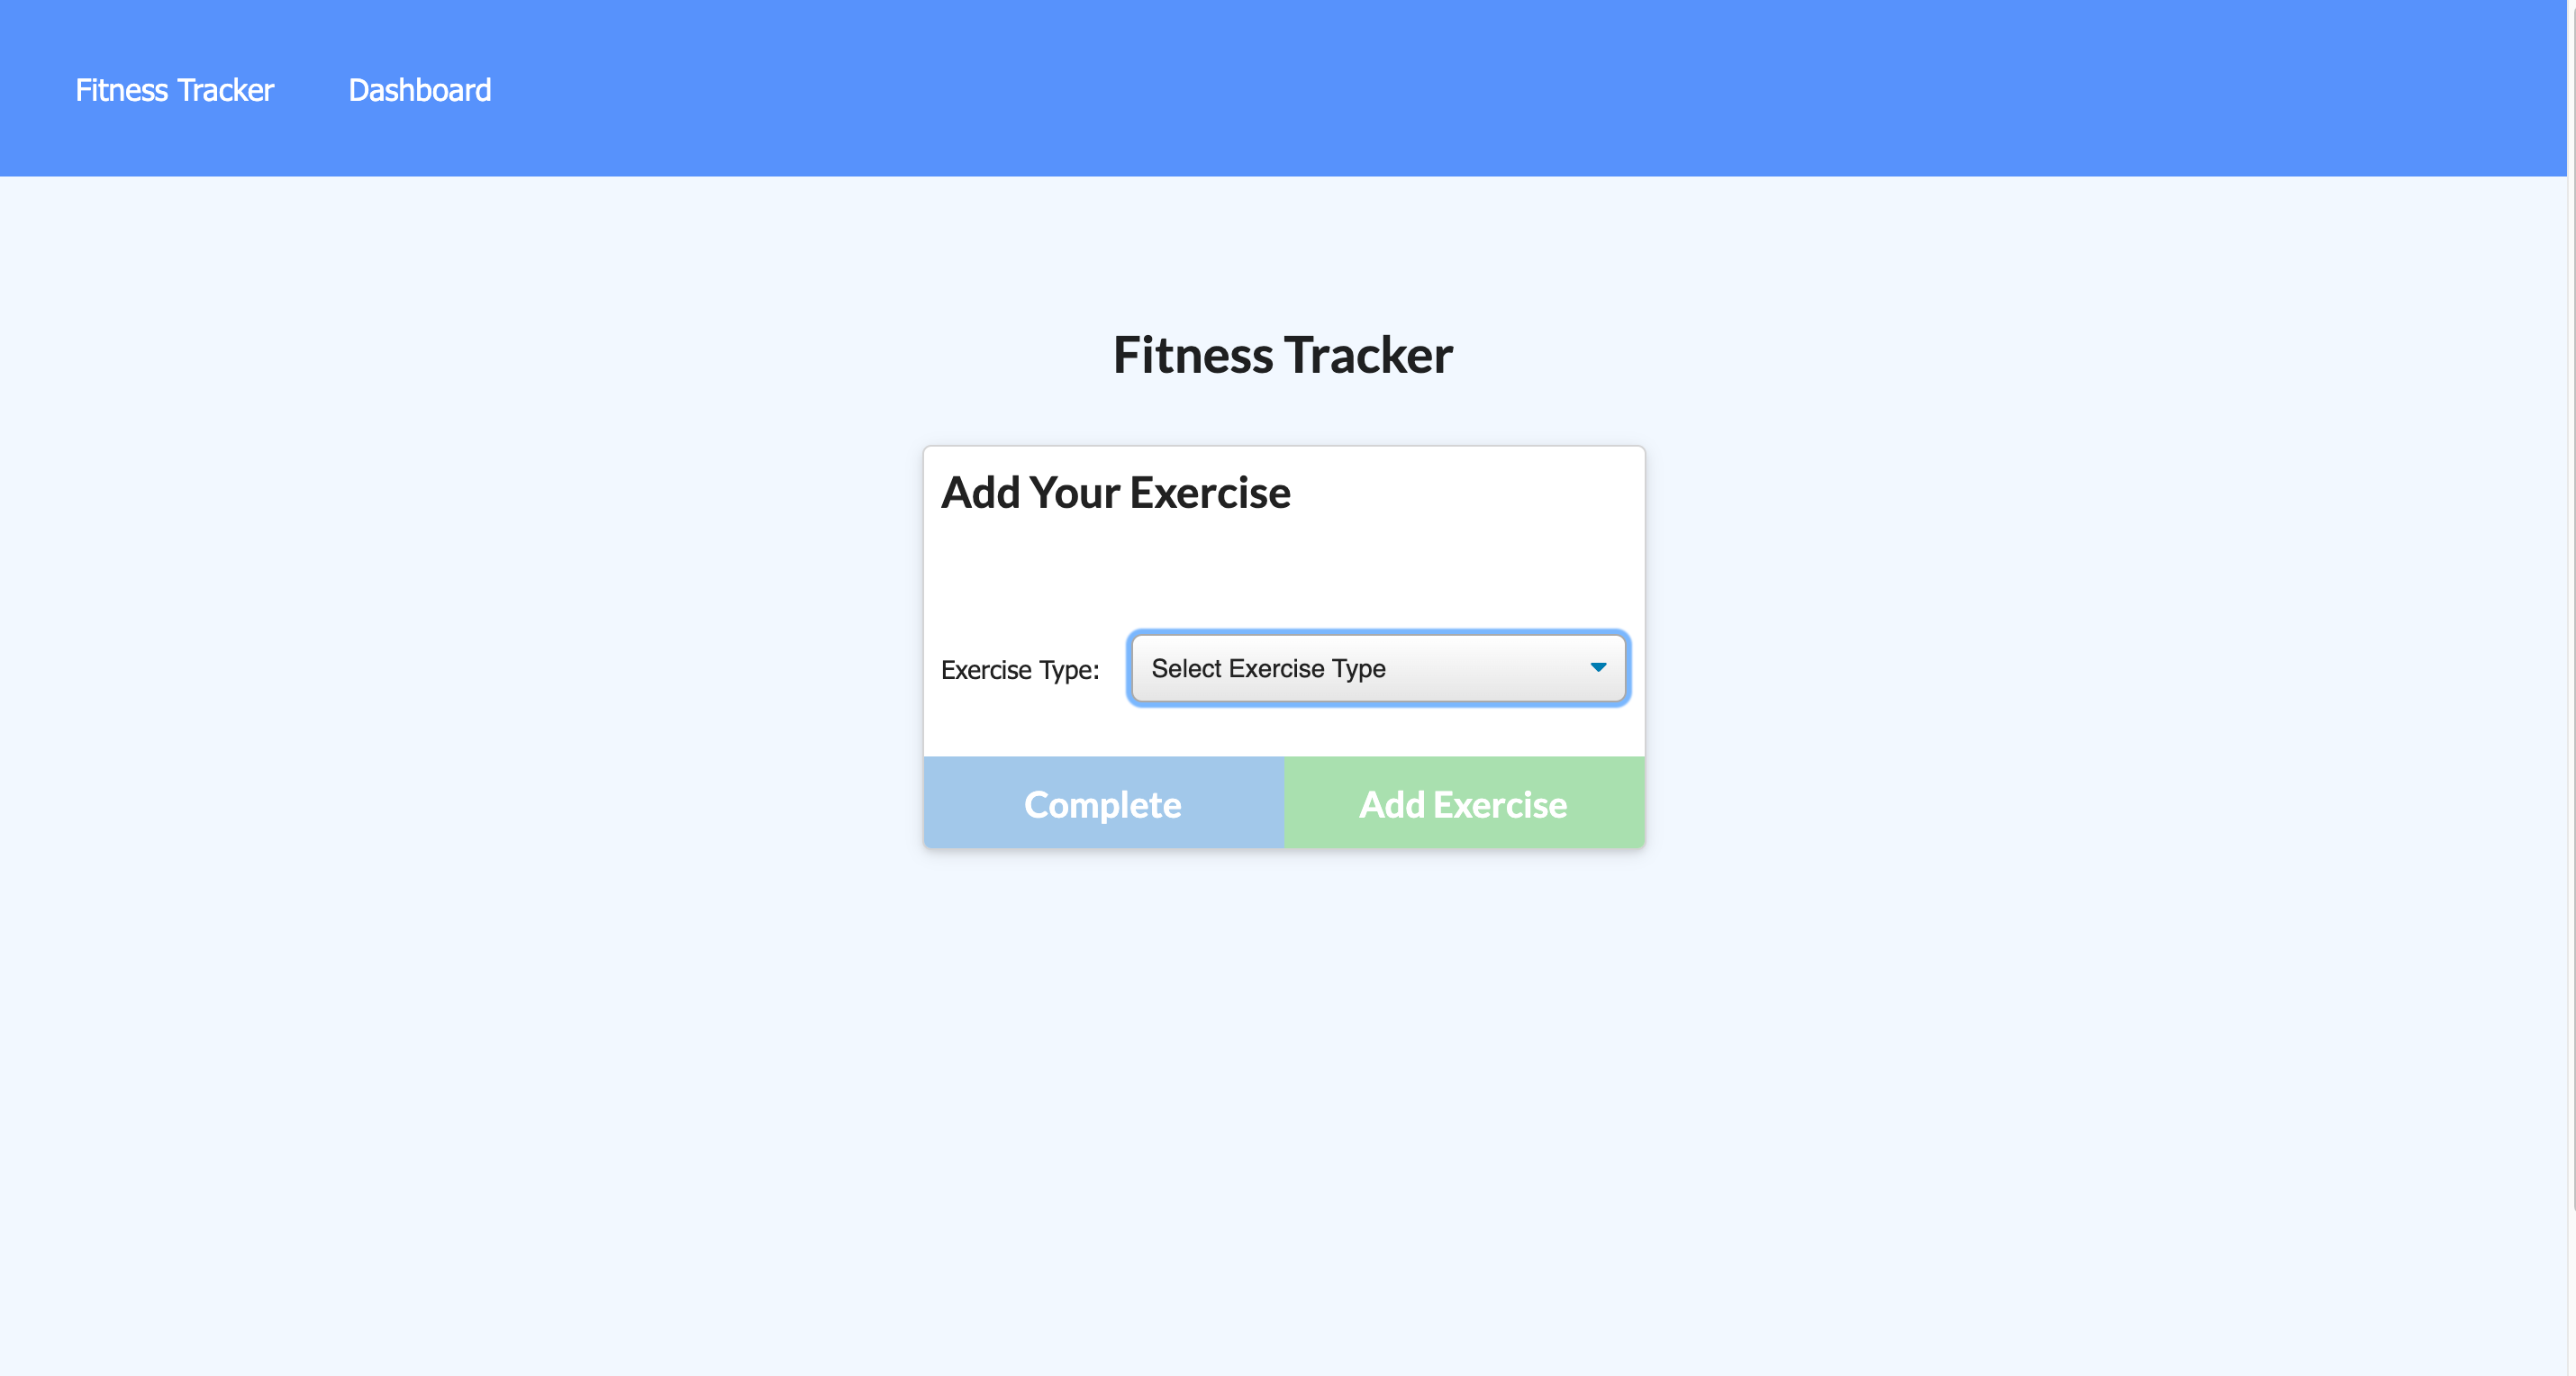 Fitness Tracker Dashboard
Fitness Tracker
Add Your Exercise
Exercise Type: Select Exercise Type
Complete Add Exercise